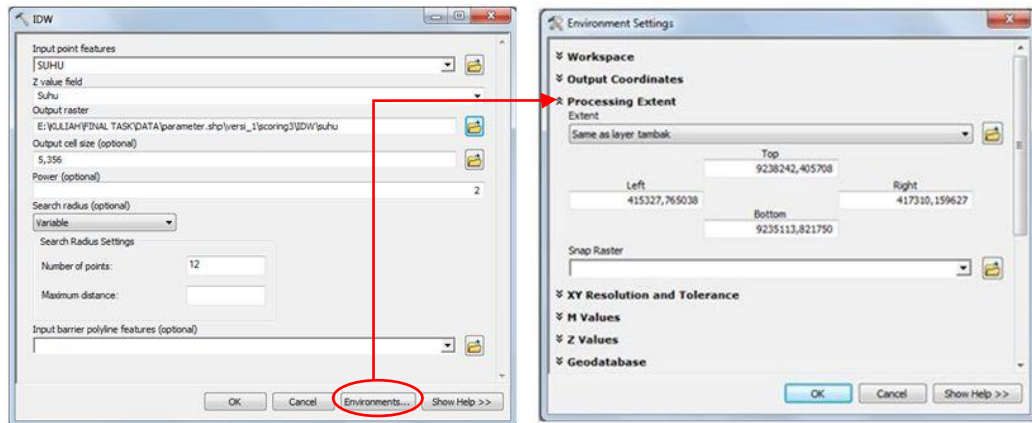 IDW
Input point features
SUHU
Z value field
Suhu
Output raster
E:\KULIAH\FINAL TASK\DATA\parameter.shp\versi_1\scoring3\IDW\suhu
Output cell size (optional)
5,356
Power (optional)
2
Search radius (optional)
Variable
Search Radius Settings
Number of points: 12
Maximum distance:
Input barrier polyline features (optional)
OK Cancel Environments... Show Help >>
Environment Settings
Workspace
Output Coordinates
Processing Extent
Extent
Same as layer tambak
Top
9238242,405708
Left Right
415327,765038 417310,159627
Bottom
9235113,821750
Snap Raster
XY Resolution and Tolerance
M Values
Z Values
Geodatabase
OK Cancel Show Help >>